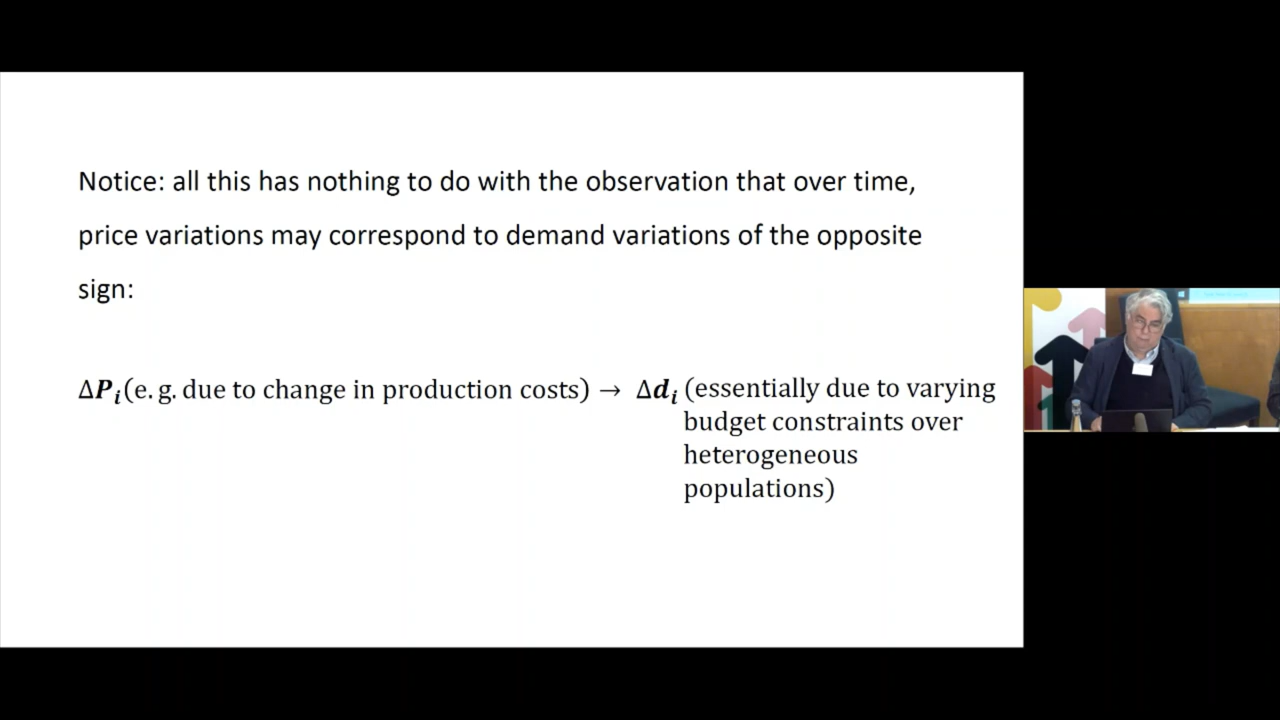 Notice: all this has nothing to do with the observation that over time,
price variations may correspond to demand variations of the opposite
sign:
Δ𝑷ᵢ(e. g. due to change in production costs) → Δ𝒅ᵢ (essentially due to varying
budget constraints over
heterogeneous
populations)